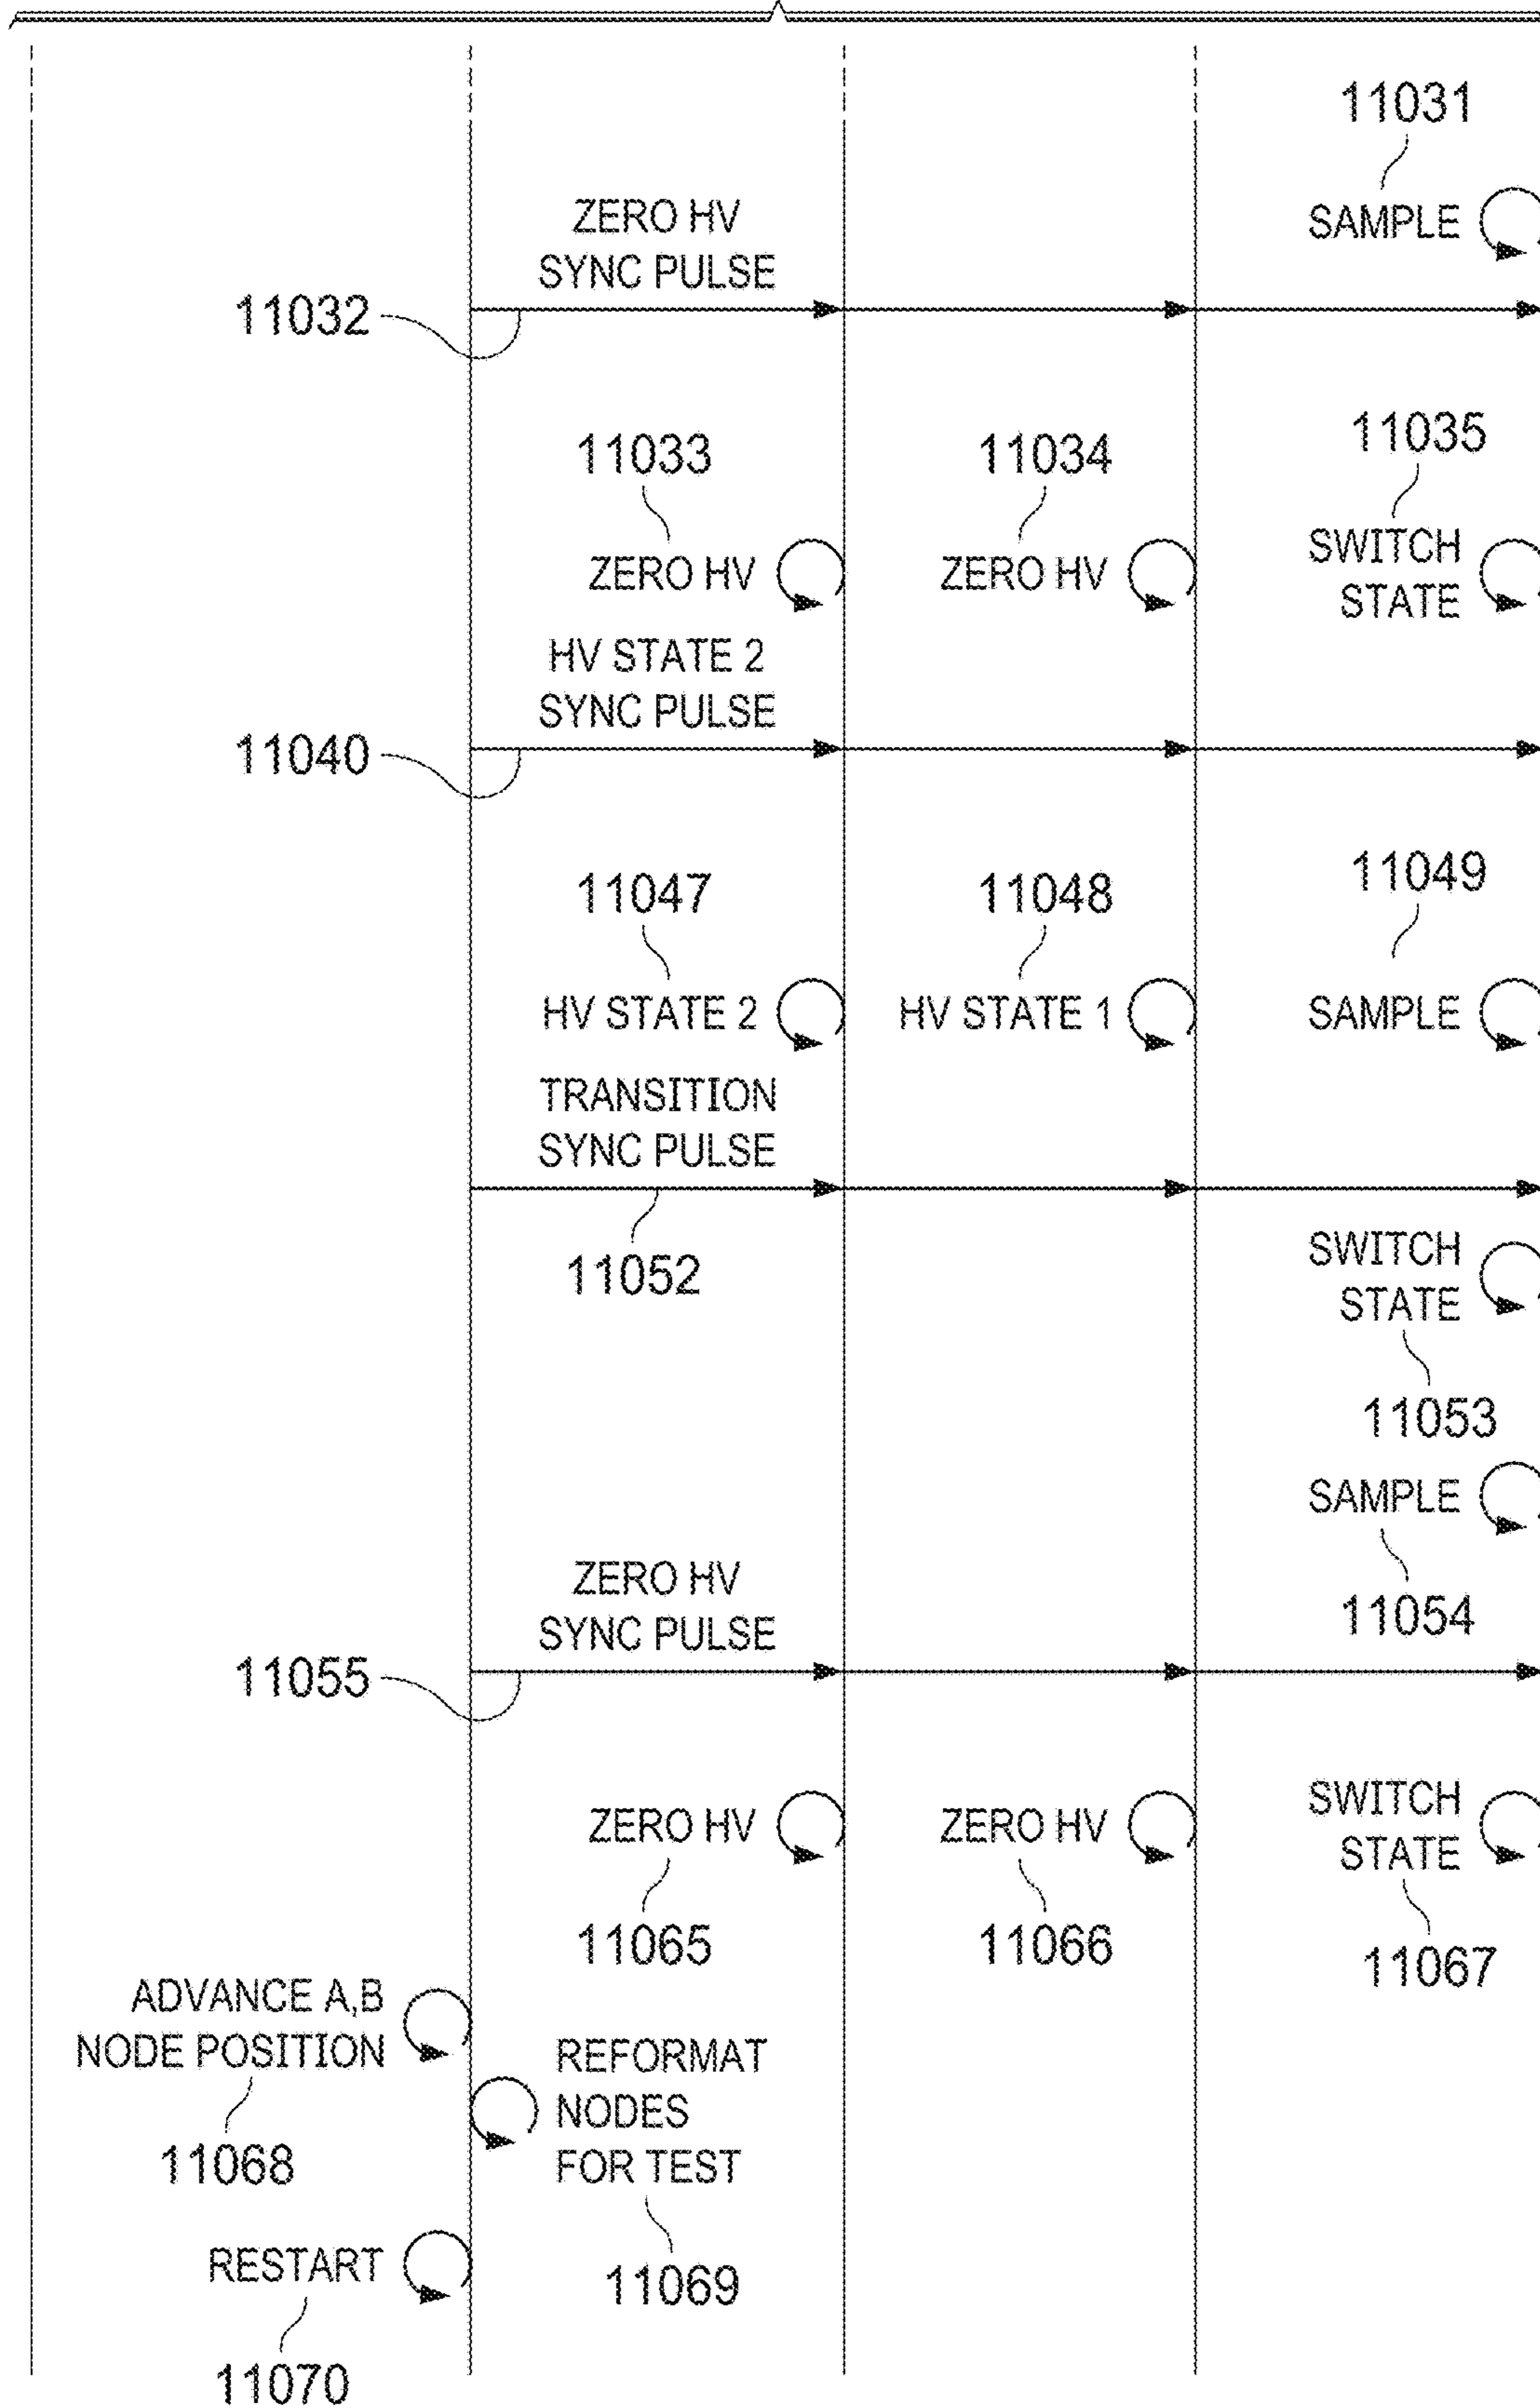 11031
ZERO HV
SYNC PULSE
SAMPLE
11032
11033
11034
11035
ZERO HV
ZERO HV
SWITCH
STATE
HV STATE 2
SYNC PULSE
11040
11047
11048
11049
HV STATE 2
HV STATE 1
SAMPLE
TRANSITION
SYNC PULSE
11052
SWITCH
STATE
11053
SAMPLE
11054
ZERO HV
SYNC PULSE
11055
ZERO HV
ZERO HV
SWITCH
STATE
11065
11066
11067
ADVANCE A,B
NODE POSITION
11068
REFORMAT
NODES
FOR TEST
11069
RESTART
11070